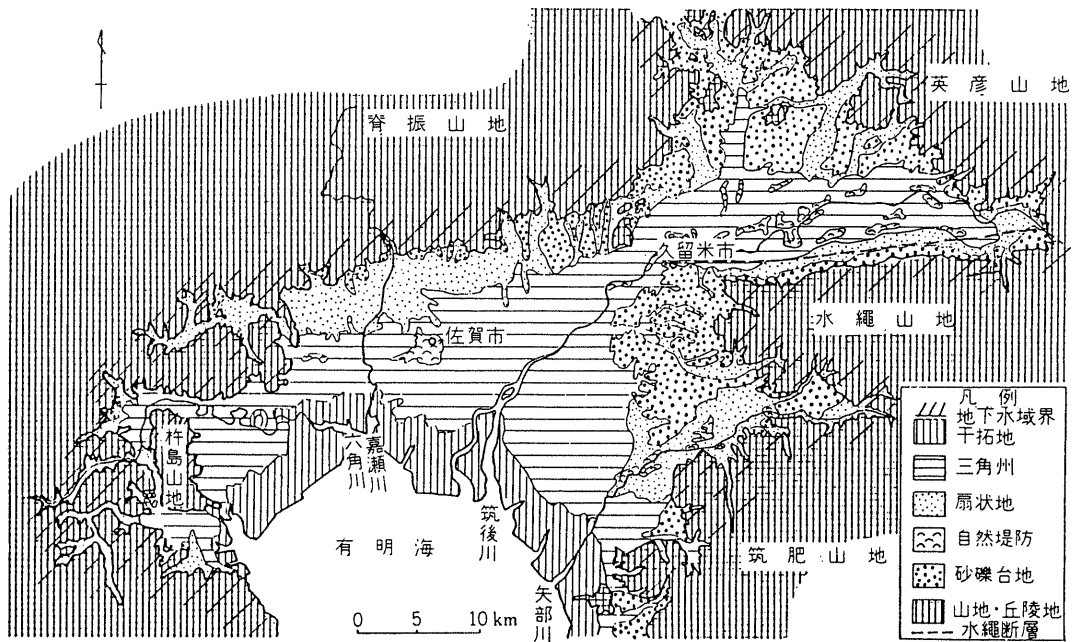 脊振山地
英彦山地
久留米市
佐賀市
水縄山地
杵島山地
六角川
嘉瀬川
筑後川
有明海
矢部川
筑肥山地
0 5 10 km
凡例
地下水域界
干拓地
三角州
扇状地
自然堤防
砂礫台地
山地・丘陵地
水縄断層